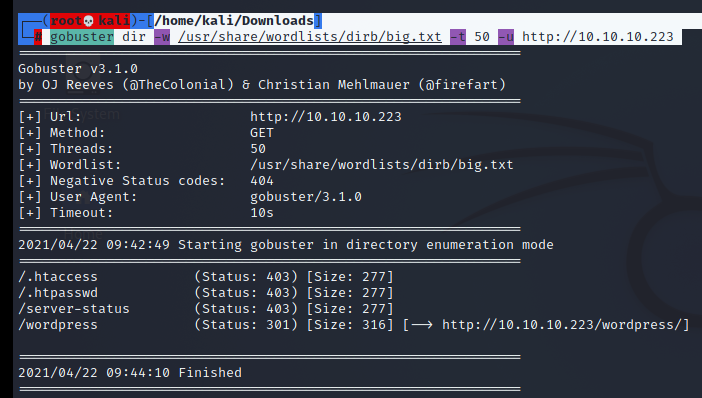 (root💀kali)-[/home/kali/Downloads]
# gobuster dir -w /usr/share/wordlists/dirb/big.txt -t 50 -u http://10.10.10.223
===============================================================
Gobuster v3.1.0
by OJ Reeves (@TheColonial) & Christian Mehlmauer (@firefart)
===============================================================
[+] Url:                     http://10.10.10.223
[+] Method:                  GET
[+] Threads:                 50
[+] Wordlist:                /usr/share/wordlists/dirb/big.txt
[+] Negative Status codes:   404
[+] User Agent:              gobuster/3.1.0
[+] Timeout:                 10s
===============================================================
2021/04/22 09:42:49 Starting gobuster in directory enumeration mode
===============================================================
/.htaccess            (Status: 403) [Size: 277]
/.htpasswd            (Status: 403) [Size: 277]
/server-status        (Status: 403) [Size: 277]
/wordpress            (Status: 301) [Size: 316] [--> http://10.10.10.223/wordpress/]
===============================================================
2021/04/22 09:44:10 Finished
===============================================================